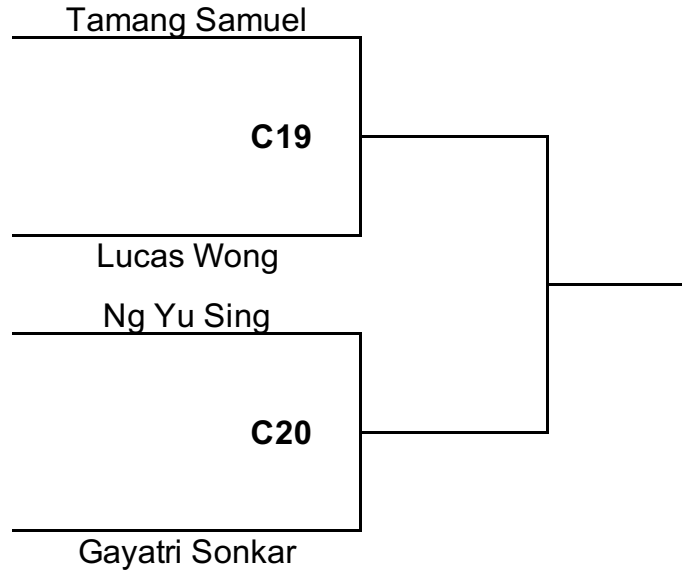 Tamang Samuel
C19
Lucas Wong
Ng Yu Sing
C20
Gayatri Sonkar